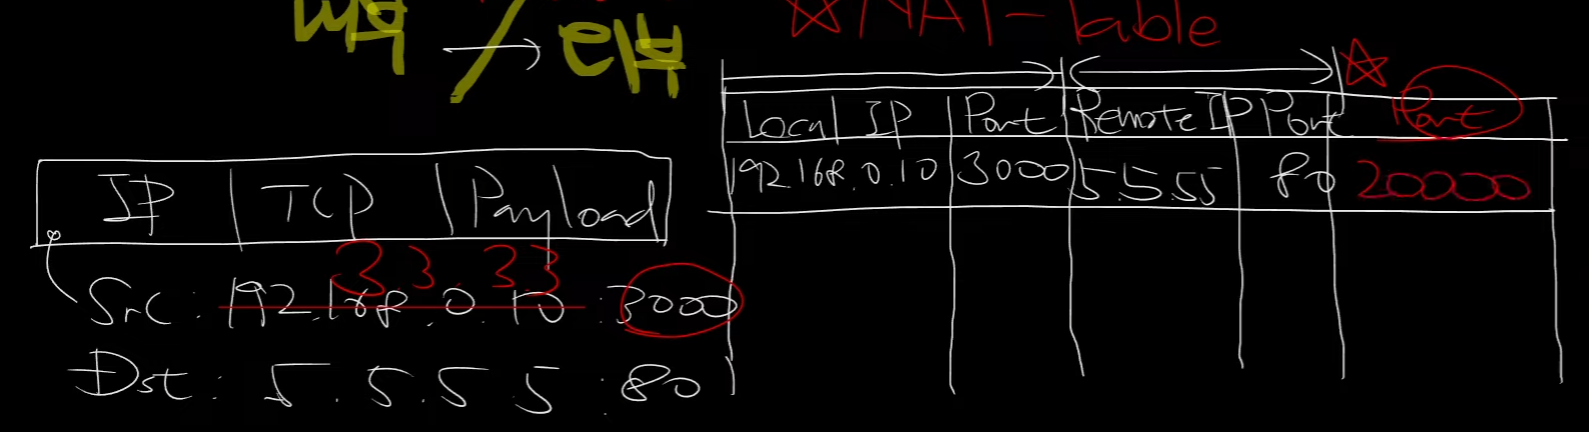 내부 / → 외부
☆ NAT-Table
Local IP | Port | Remote IP | Port | ☆ Port
192.168.0.10 | 3000 | 5.5.5.5 | 80 | 20000
IP | TCP | Payload
3.3.3.3
Src: 192.168.0.10 : 3000
Dst: 5.5.5.5 :80